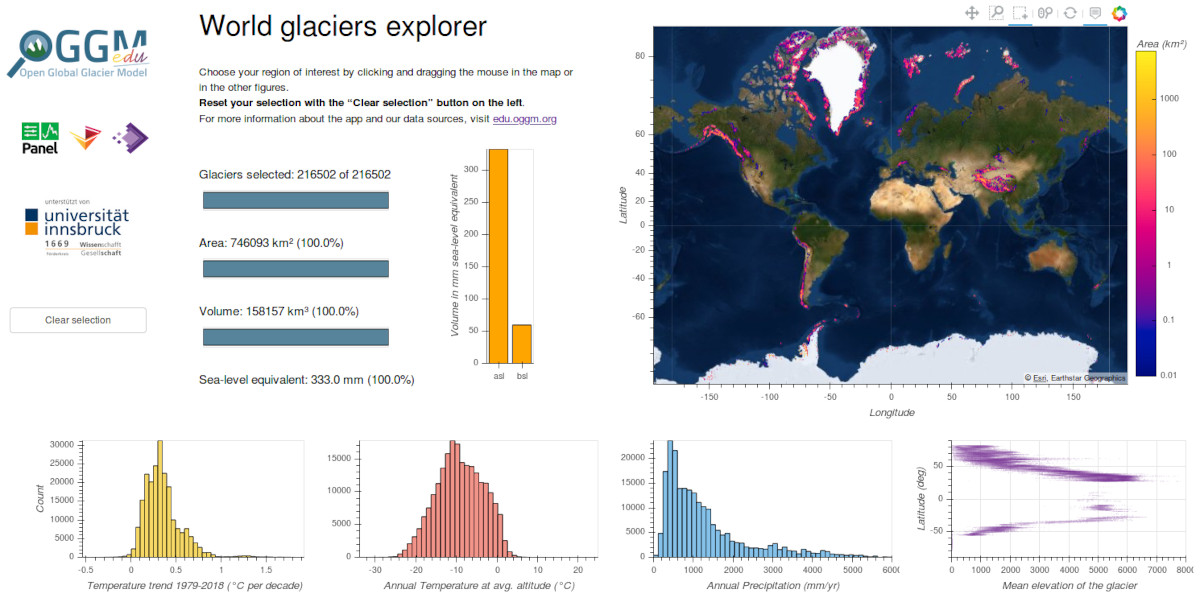 OGGM
edu
Open Global Glacier Model
Panel
unterstützt von
universität
innsbruck
1669 Wissenschafft
Förderkreis Gesellschaft
Clear selection
World glaciers explorer
Choose your region of interest by clicking and dragging the mouse in the map or
in the other figures.
Reset your selection with the “Clear selection” button on the left.
For more information about the app and our data sources, visit edu.oggm.org
Glaciers selected: 216502 of 216502
Area: 746093 km² (100.0%)
Volume: 158157 km³ (100.0%)
Sea-level equivalent: 333.0 mm (100.0%)
Volume in mm sea-level equivalent
300
250
200
150
100
50
0
asl bsl
Latitude
80
60
40
20
0
-20
-40
-60
© Esri, Earthstar Geographics
-150 -100 -50 0 50 100 150
Longitude
Area (km²)
1000
100
10
1
0.1
0.01
Count
30000
25000
20000
15000
10000
5000
0
-0.5 0 0.5 1 1.5
Temperature trend 1979-2018 (°C per decade)
15000
10000
5000
0
-30 -20 -10 0 10 20
Annual Temperature at avg. altitude (°C)
20000
15000
10000
5000
0
0 1000 2000 3000 4000 5000 6000
Annual Precipitation (mm/yr)
Latitude (deg)
50
0
-50
0 1000 2000 3000 4000 5000 6000 7000 8000
Mean elevation of the glacier